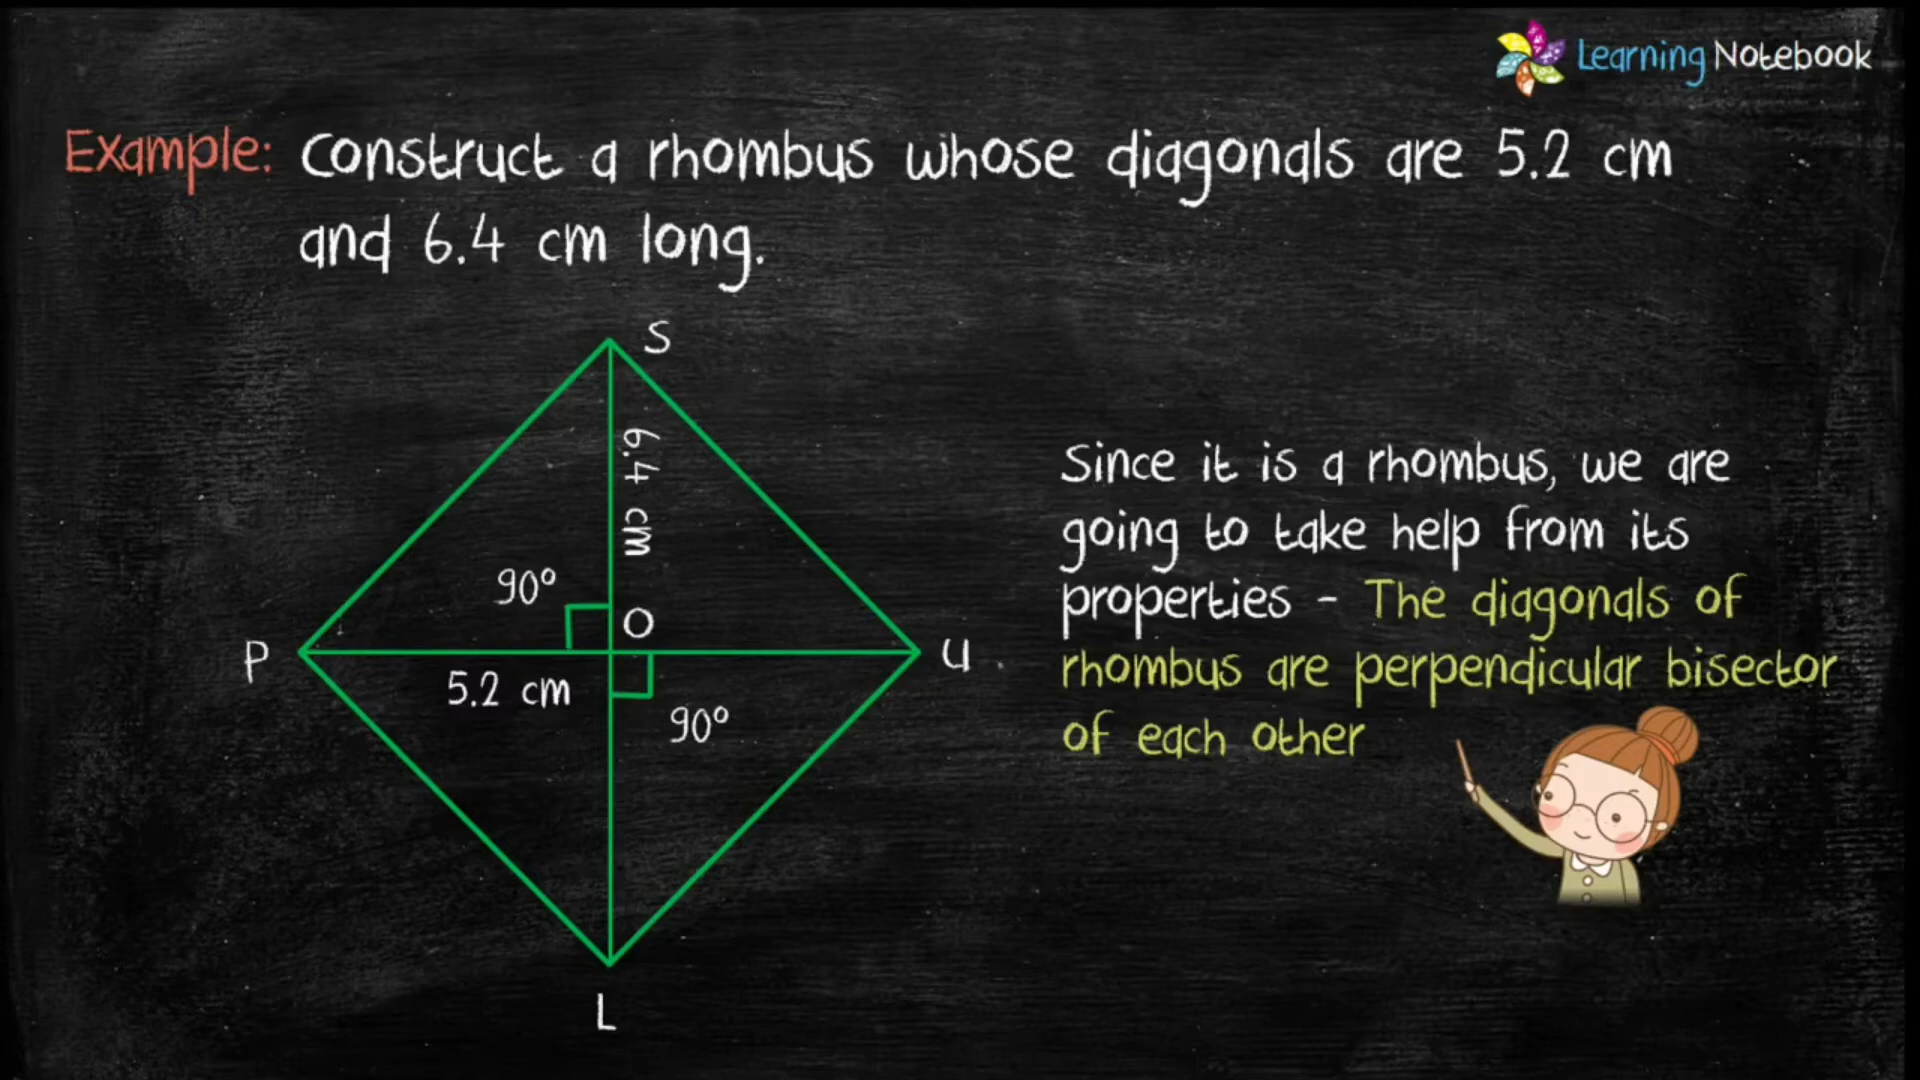 Learning Notebook
Example: Construct a rhombus whose diagonals are 5.2 cm
and 6.4 cm long.
S
6.4 cm
90°
O
P
U
5.2 cm
90°
L
Since it is a rhombus, we are
going to take help from its
properties - The diagonals of
rhombus are perpendicular bisector
of each other